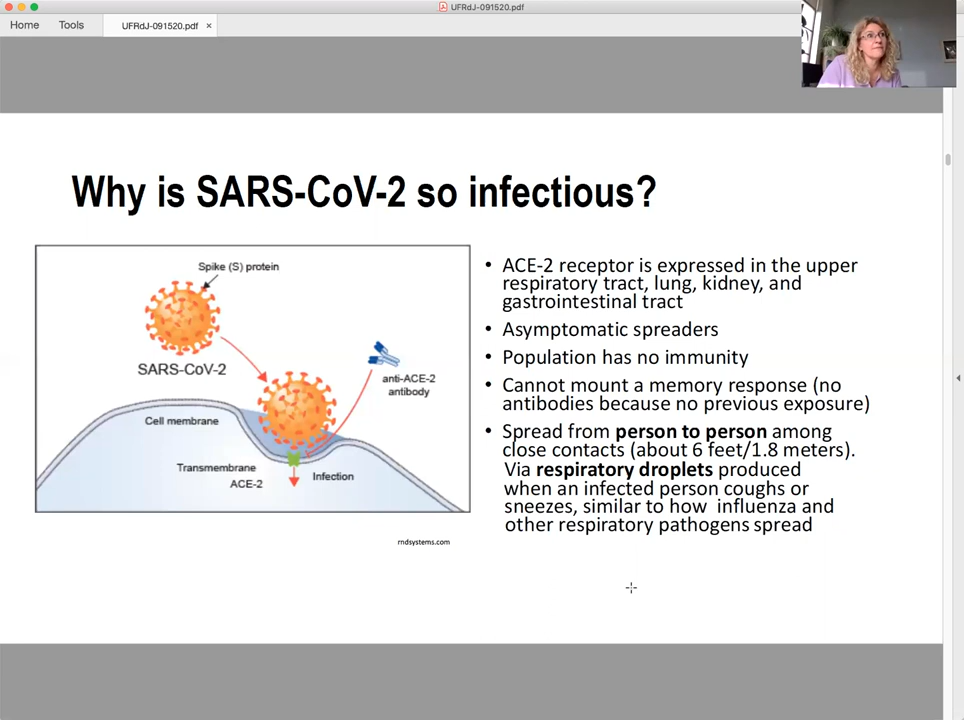 UFRdJ-091520.pdf
Home
Tools
UFRdJ-091520.pdf ×
Why is SARS-CoV-2 so infectious?
Spike (S) protein
SARS-CoV-2
anti-ACE-2
antibody
Cell membrane
Transmembrane
ACE-2
Infection
rndsystems.com
• ACE-2 receptor is expressed in the upper
respiratory tract, lung, kidney, and
gastrointestinal tract
• Asymptomatic spreaders
• Population has no immunity
• Cannot mount a memory response (no
antibodies because no previous exposure)
• Spread from person to person among
close contacts (about 6 feet/1.8 meters).
Via respiratory droplets produced
when an infected person coughs or
sneezes, similar to how influenza and
other respiratory pathogens spread